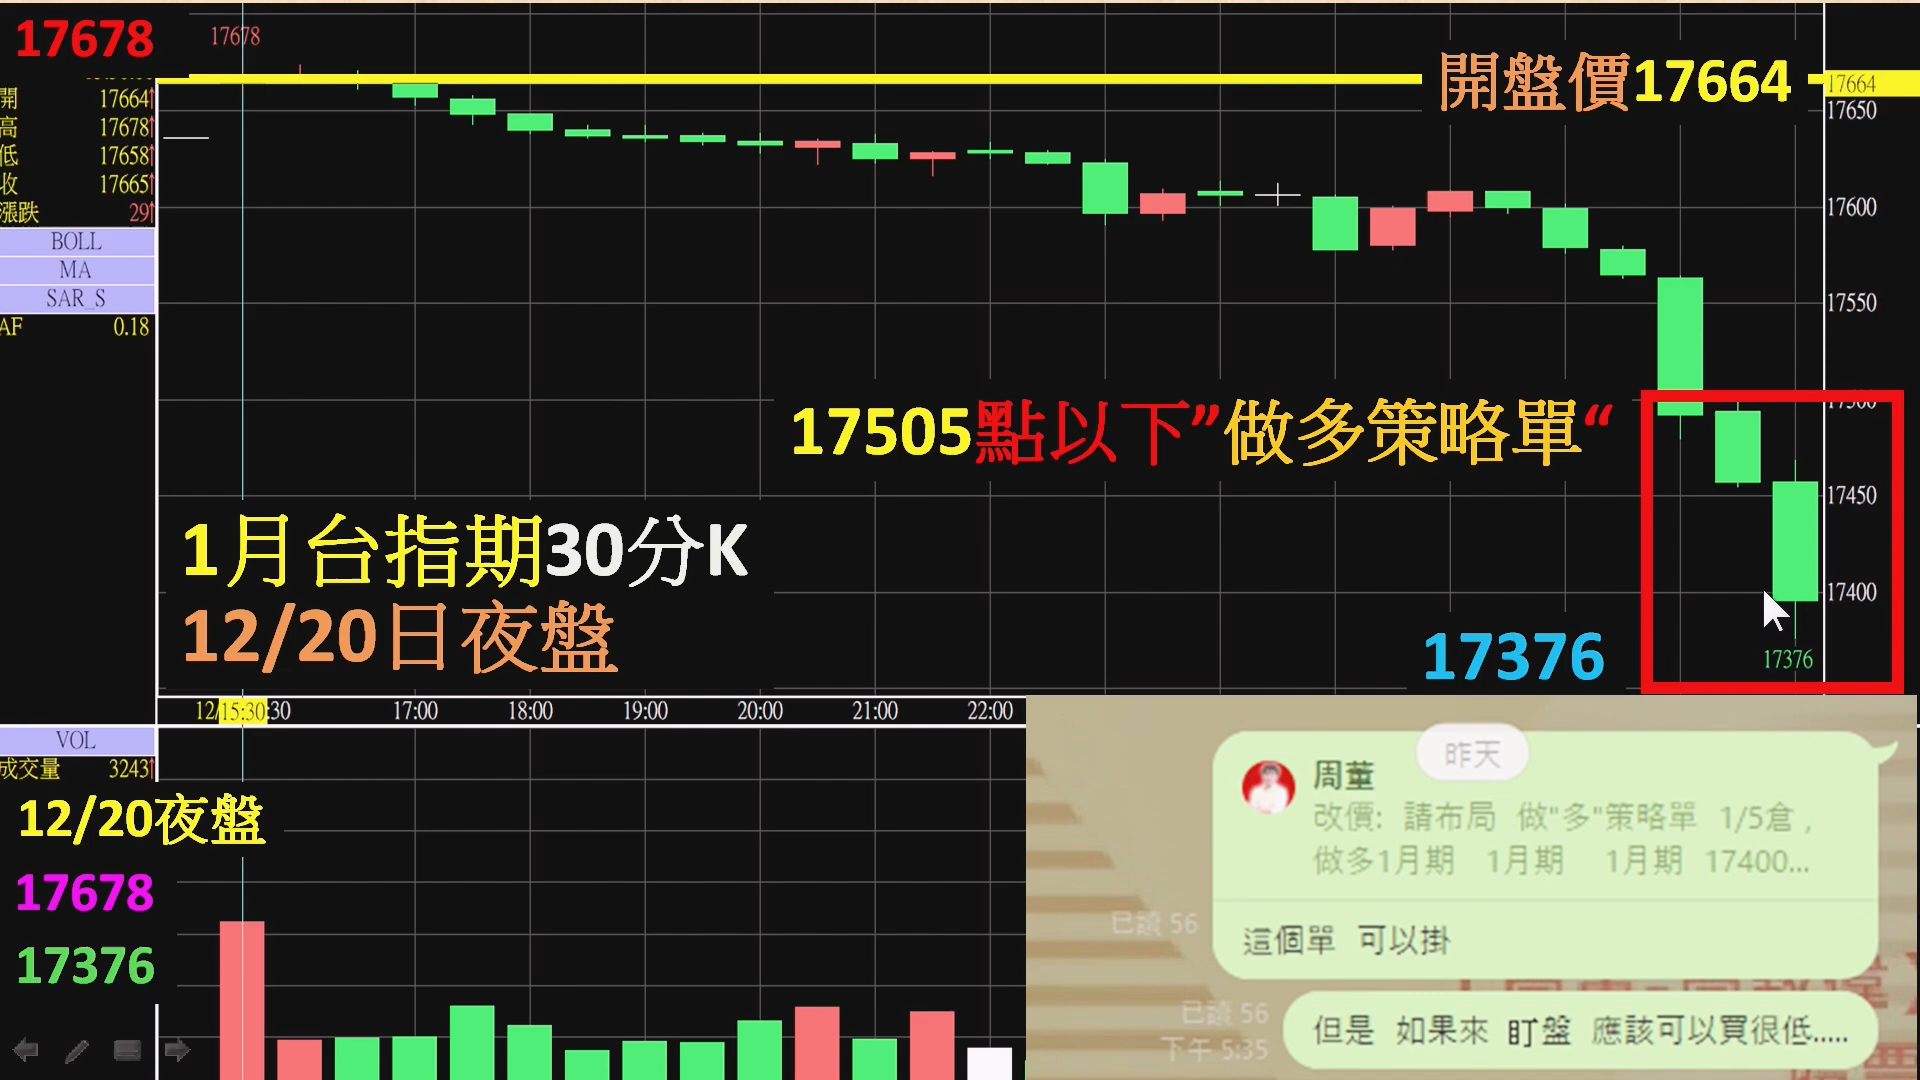 17678
17678
開盤價17664
17664
開 17664
高 17678
低 17658
收 17665
漲跌 29
BOLL
MA
SAR_S
AF 0.18
17650
17600
17550
17500
17450
17400
17505點以下”做多策略單“
1月台指期30分K
12/20日夜盤
17376
17376
12/15:30:30 17:00 18:00 19:00 20:00 21:00 22:00
VOL
成交量 3243
12/20夜盤
17678
17376
昨天
周董
改價: 請布局 做"多"策略單 1/5倉,
做多1月期 1月期 1月期 17400...
已讀 56
這個單 可以掛
已讀 56
下午 5:35
但是 如果來 盯盤 應該可以買很低.....